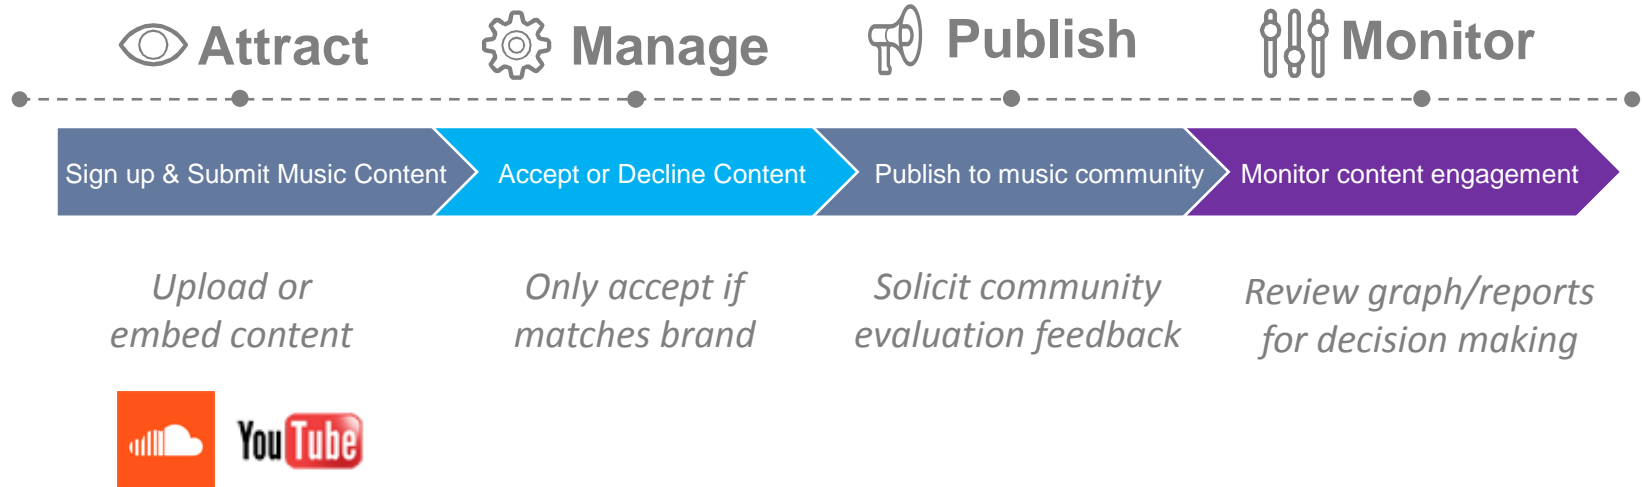 Attract
Manage
Publish
Monitor
Sign up & Submit Music Content
Accept or Decline Content
Publish to music community
Monitor content engagement
Upload or
embed content
Only accept if
matches brand
Solicit community
evaluation feedback
Review graph/reports
for decision making
YouTube